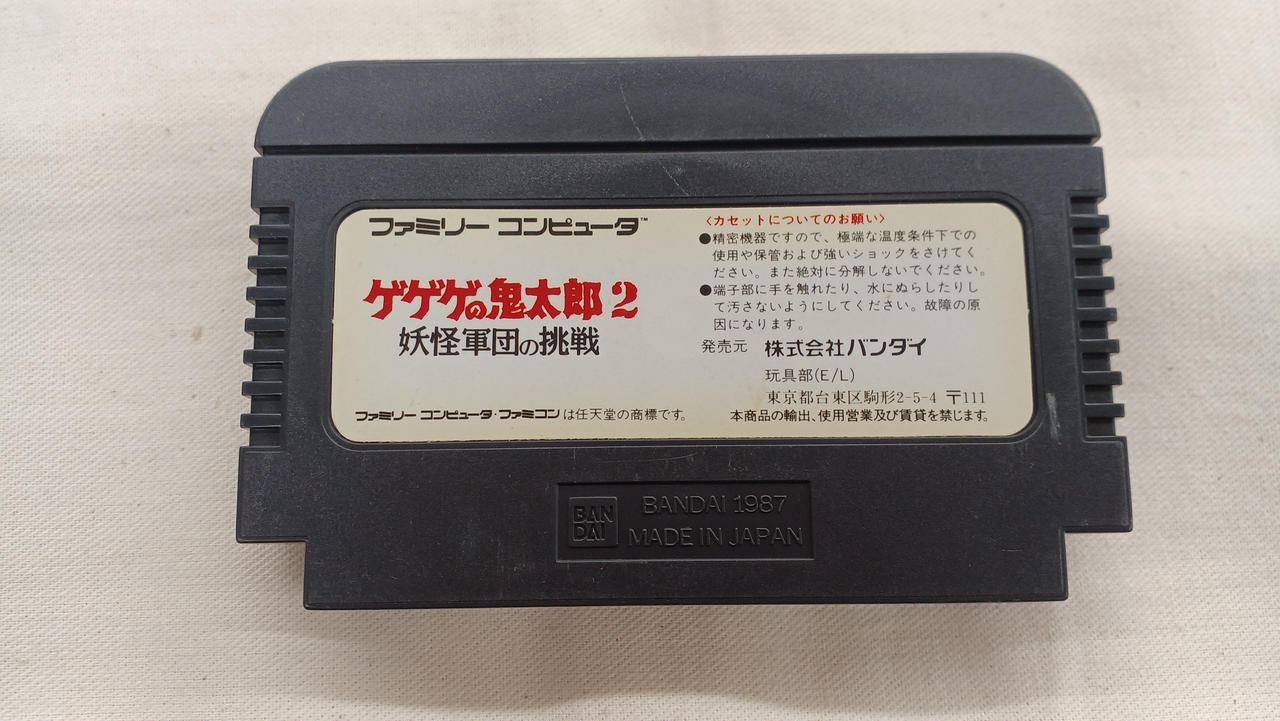 ファミリー コンピュータ™
ゲゲゲの鬼太郎2
妖怪軍団の挑戦
ファミリー コンピュータ・ファミコンは任天堂の商標です。
〈カセットについてのお願い〉
●精密機器ですので、極端な温度条件下での
使用や保管および強いショックをさけてく
ださい。また絶対に分解しないでください。
●端子部に手を触れたり、水にぬらしたりし
て汚さないようにしてください。故障の原
因になります。
発売元 株式会社バンダイ
玩具部(E/L)
東京都台東区駒形2-5-4 〒111
本商品の輸出、使用営業及び賃貸を禁じます。
BAN
DAI
BANDAI 1987
MADE IN JAPAN